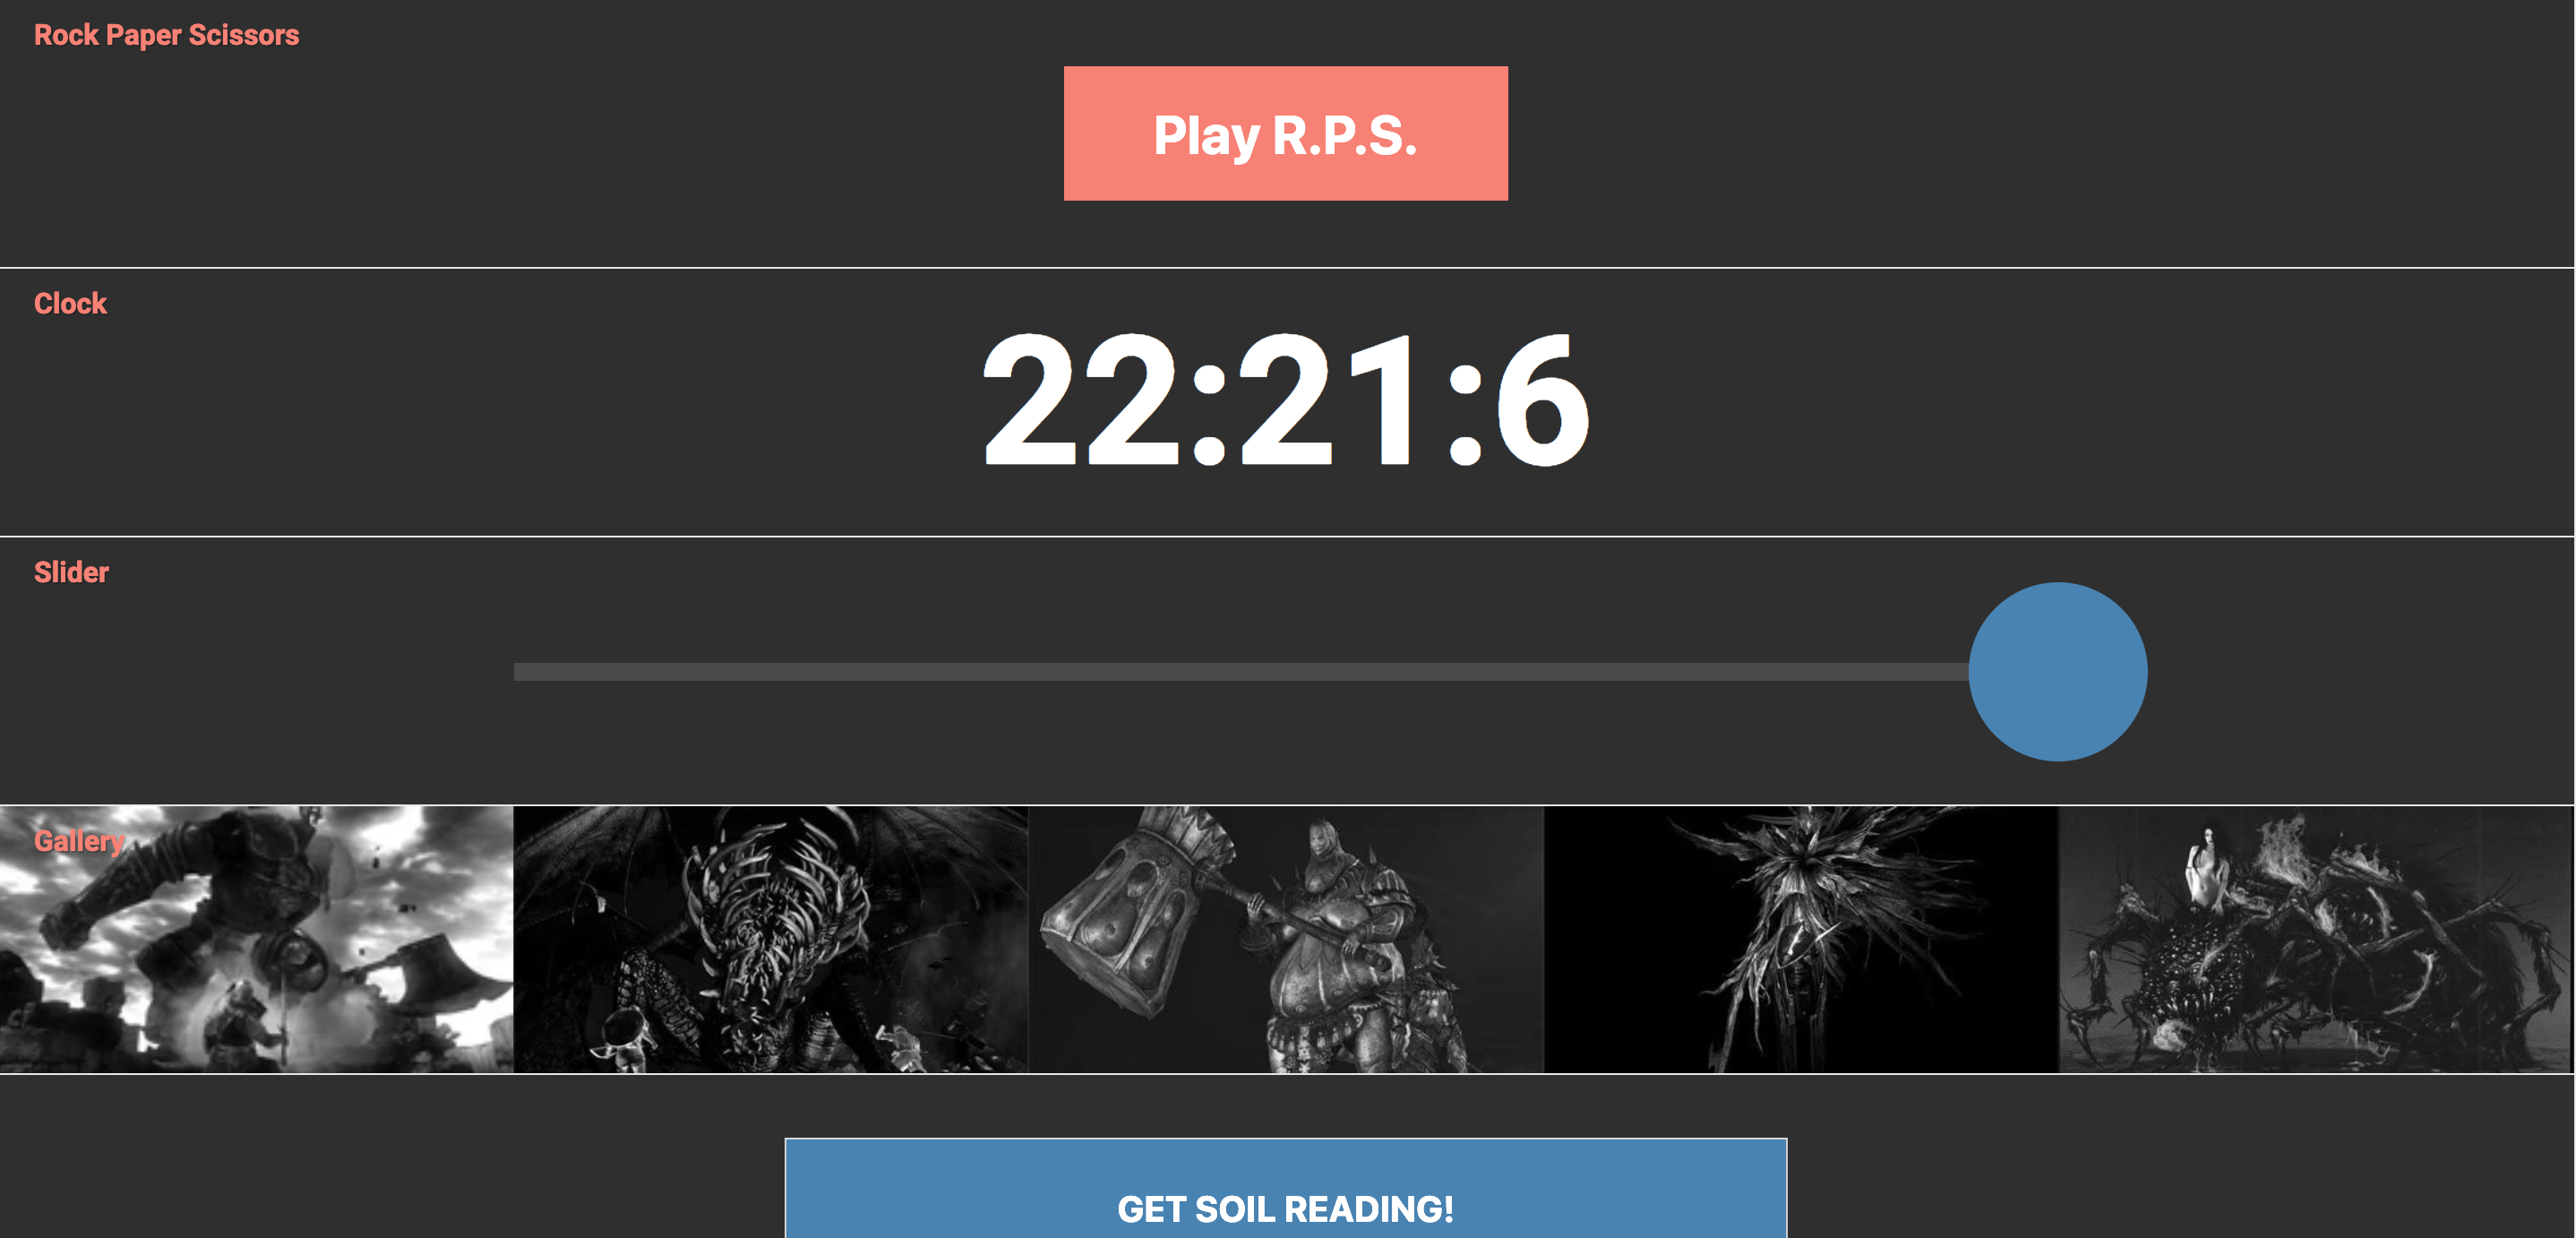 Rock Paper Scissors
Play R.P.S.
Clock
22:21:6
Slider
Gallery
GET SOIL READING!